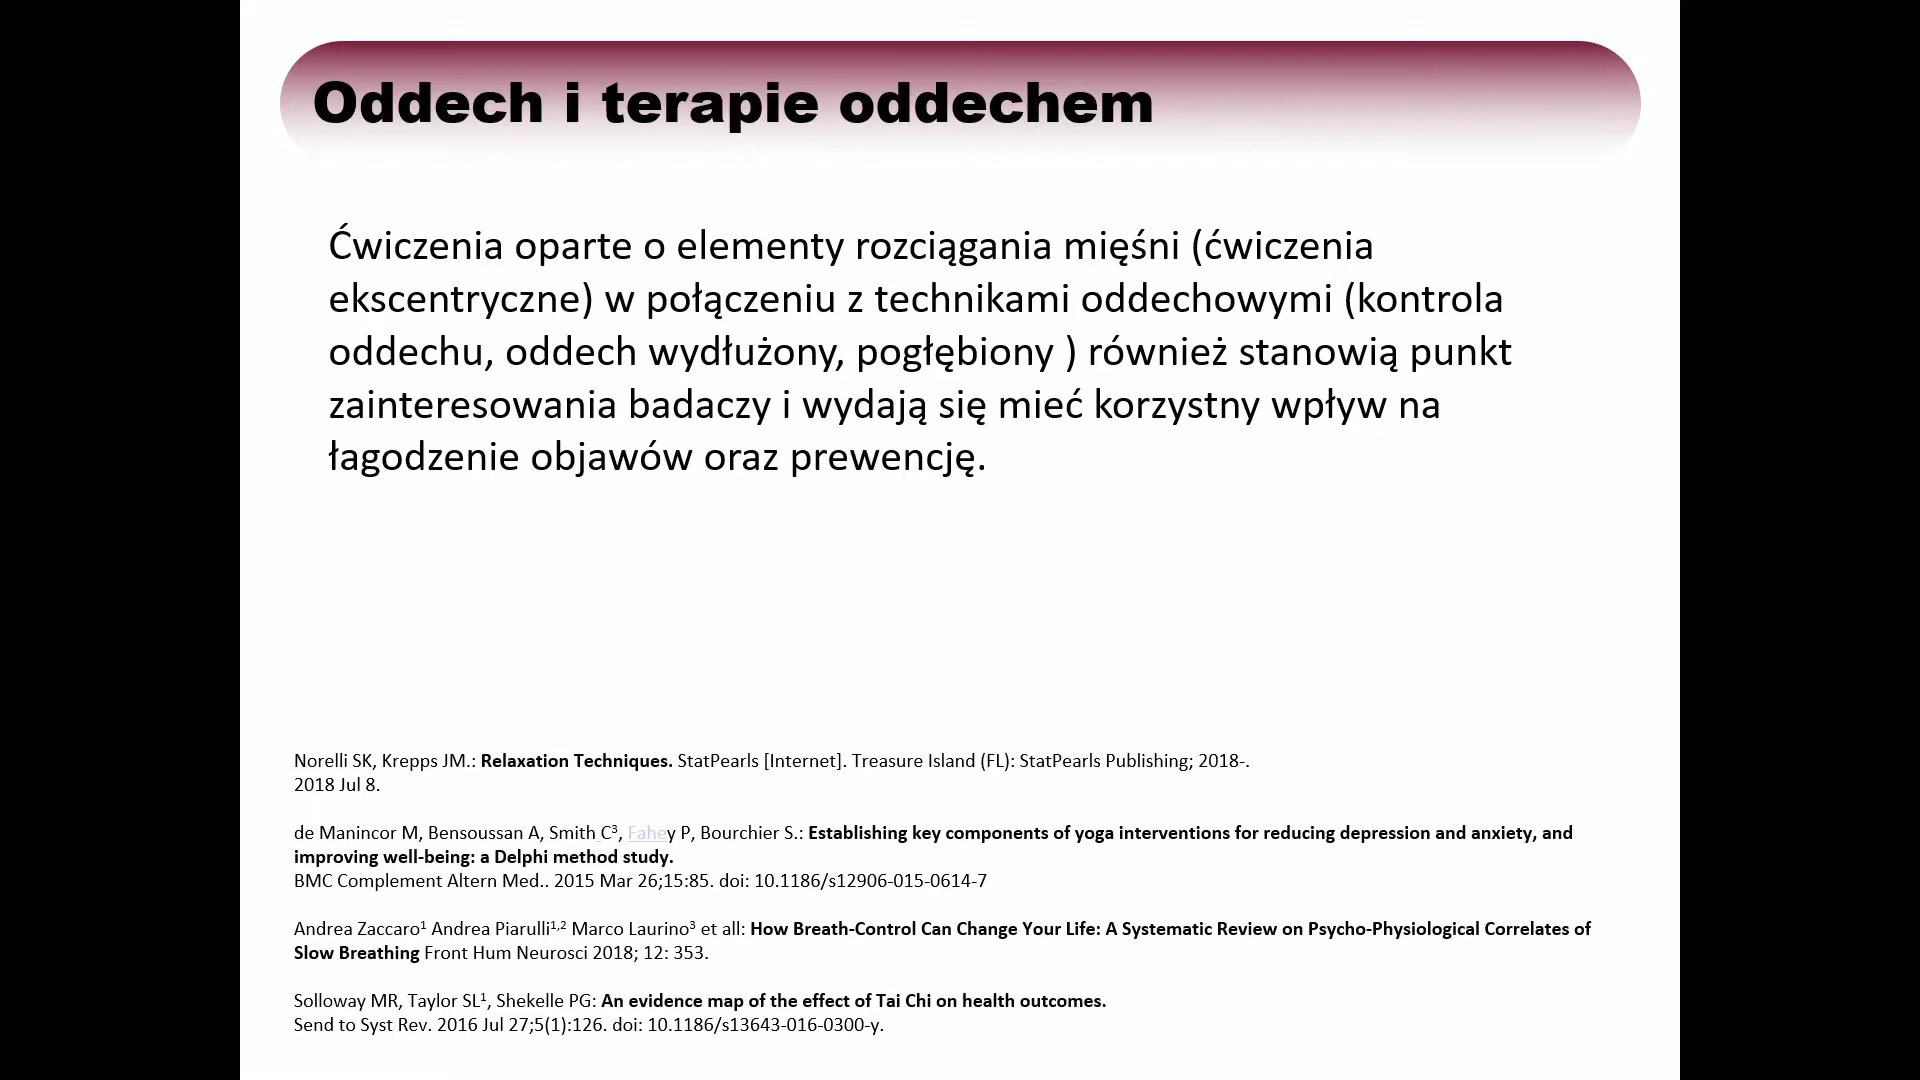 Oddech i terapie oddechem
Ćwiczenia oparte o elementy rozciągania mięśni (ćwiczenia
ekscentryczne) w połączeniu z technikami oddechowymi (kontrola
oddechu, oddech wydłużony, pogłębiony ) również stanowią punkt
zainteresowania badaczy i wydają się mieć korzystny wpływ na
łagodzenie objawów oraz prewencję.
Norelli SK, Krepps JM.: Relaxation Techniques. StatPearls [Internet]. Treasure Island (FL): StatPearls Publishing; 2018-.
2018 Jul 8.
de Manincor M, Bensoussan A, Smith C³, Fahey P, Bourchier S.: Establishing key components of yoga interventions for reducing depression and anxiety, and
improving well-being: a Delphi method study.
BMC Complement Altern Med.. 2015 Mar 26;15:85. doi: 10.1186/s12906-015-0614-7
Andrea Zaccaro¹ Andrea Piarulli¹,² Marco Laurino³ et all: How Breath-Control Can Change Your Life: A Systematic Review on Psycho-Physiological Correlates of
Slow Breathing Front Hum Neurosci 2018; 12: 353.
Solloway MR, Taylor SL¹, Shekelle PG: An evidence map of the effect of Tai Chi on health outcomes.
Send to Syst Rev. 2016 Jul 27;5(1):126. doi: 10.1186/s13643-016-0300-y.